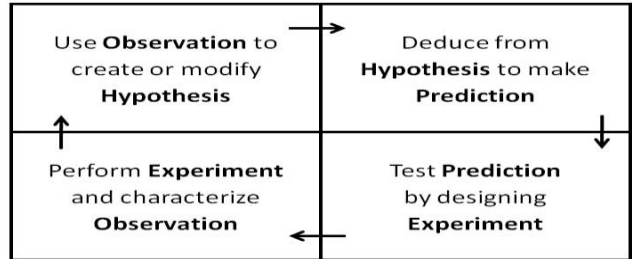 Use Observation to
create or modify
Hypothesis
Deduce from
Hypothesis to make
Prediction
Perform Experiment
and characterize
Observation
Test Prediction
by designing
Experiment